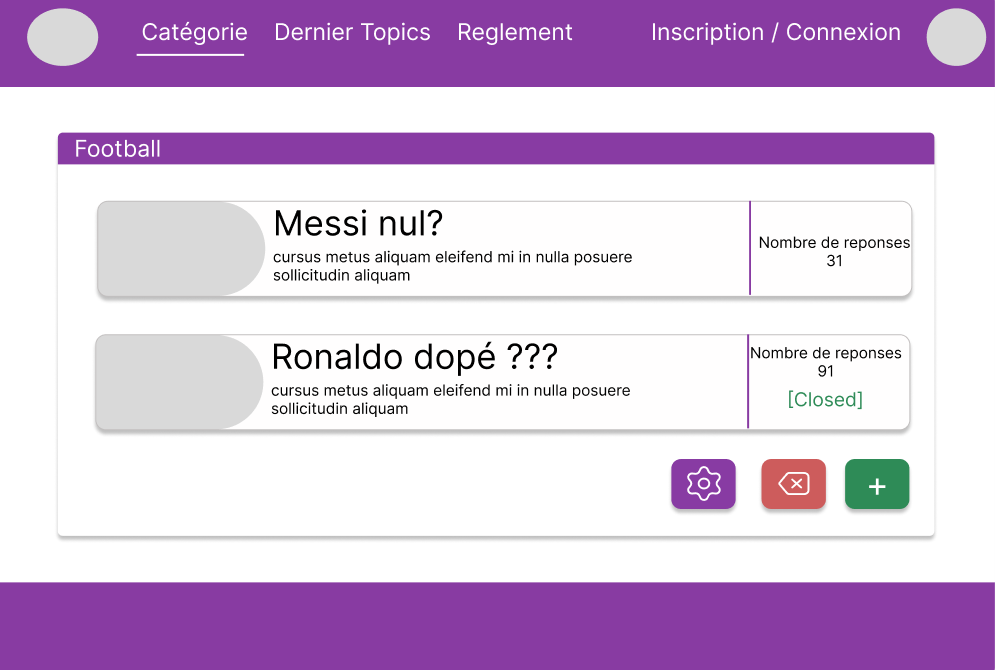 Catégorie Dernier Topics Reglement Inscription / Connexion
Football
Messi nul?
cursus metus aliquam eleifend mi in nulla posuere
sollicitudin aliquam
Nombre de reponses
31
Ronaldo dopé ???
cursus metus aliquam eleifend mi in nulla posuere
sollicitudin aliquam
Nombre de reponses
91
[Closed]
+